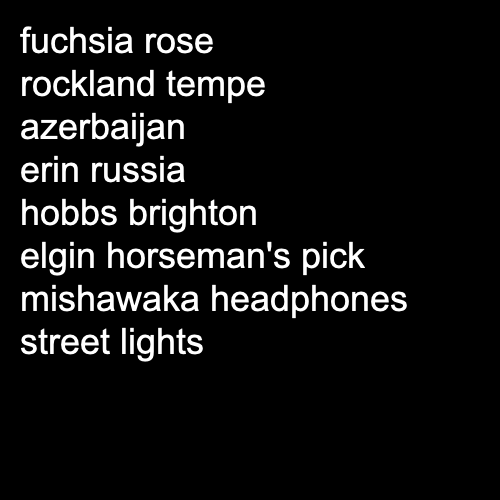 fuchsia rose
rockland tempe
azerbaijan
erin russia
hobbs brighton
elgin horseman's pick
mishawaka headphones
street lights